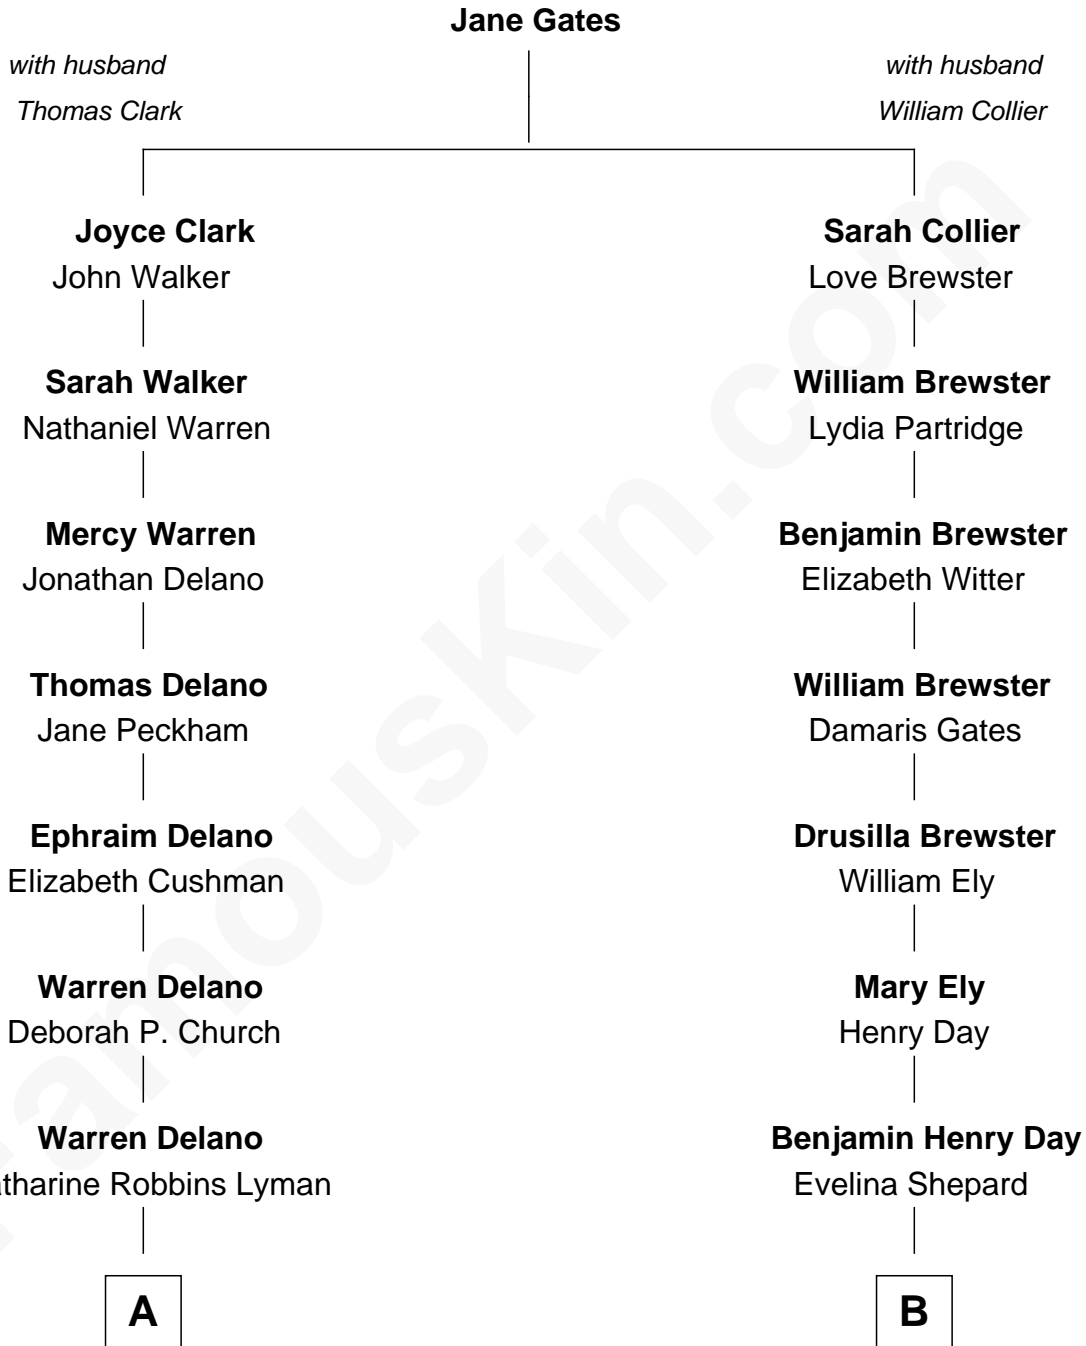 Jane Gates
with husband
Thomas Clark
with husband
William Collier
Joyce Clark
John Walker
Sarah Collier
Love Brewster
Sarah Walker
Nathaniel Warren
William Brewster
Lydia Partridge
Mercy Warren
Jonathan Delano
Benjamin Brewster
Elizabeth Witter
Thomas Delano
Jane Peckham
William Brewster
Damaris Gates
Ephraim Delano
Elizabeth Cushman
Drusilla Brewster
William Ely
Warren Delano
Deborah P. Church
Mary Ely
Henry Day
Warren Delano
atharine Robbins Lyman
Benjamin Henry Day
Evelina Shepard
A
B
FamousKin.com